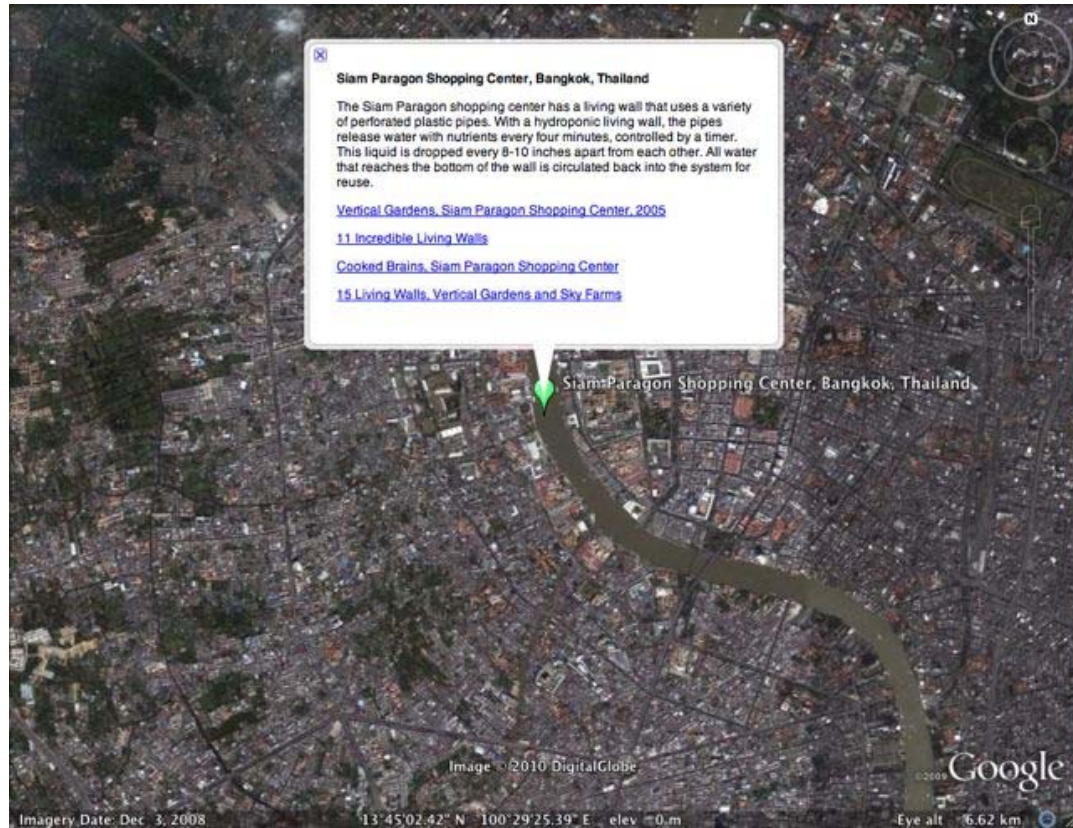 N
Siam Paragon Shopping Center, Bangkok, Thailand
The Siam Paragon shopping center has a living wall that uses a variety
of perforated plastic pipes. With a hydroponic living wall, the pipes
release water with nutrients every four minutes, controlled by a timer.
This liquid is dropped every 8-10 inches apart from each other. All water
that reaches the bottom of the wall is circulated back into the system for
reuse.
Vertical Gardens, Siam Paragon Shopping Center, 2005
11 Incredible Living Walls
Cooked Brains, Siam Paragon Shopping Center
15 Living Walls, Vertical Gardens and Sky Farms
Siam Paragon Shopping Center, Bangkok, Thailand
Image © 2010 DigitalGlobe
©2009 Google
Imagery Date: Dec 3, 2008 13°45'02.42" N 100°29'25.39" E elev 0 m Eye alt 6.62 km